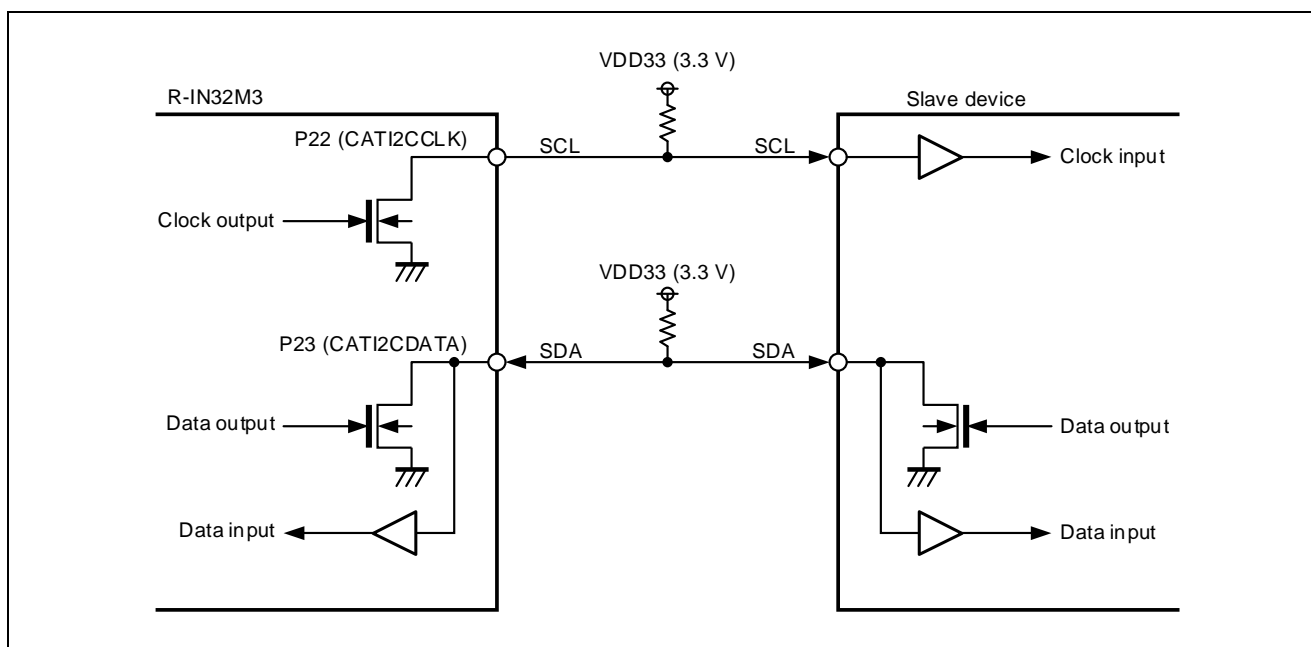 VDD33 (3.3 V)
R-IN32M3
Slave device
P22 (CATI2CCLK)
SCL
SCL
Clock input
Clock output
VDD33 (3.3 V)
P23 (CATI2CDATA)
SDA
SDA
Data output
Data output
Data input
Data input